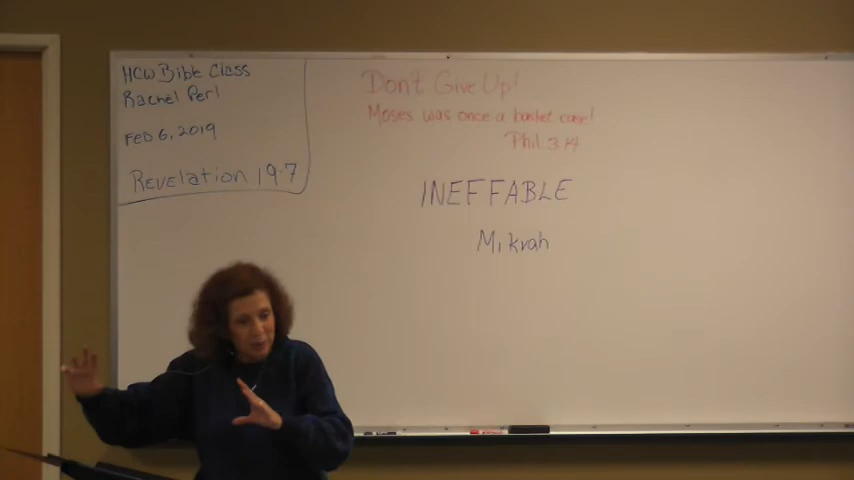 HCW Bible Class
Rachel Perl
FEB 6, 2019
REVElation 19-7
Don't Give Up!
Moses was once a basket case!
Phil. 3:14
INEFFABLE
Mikrah